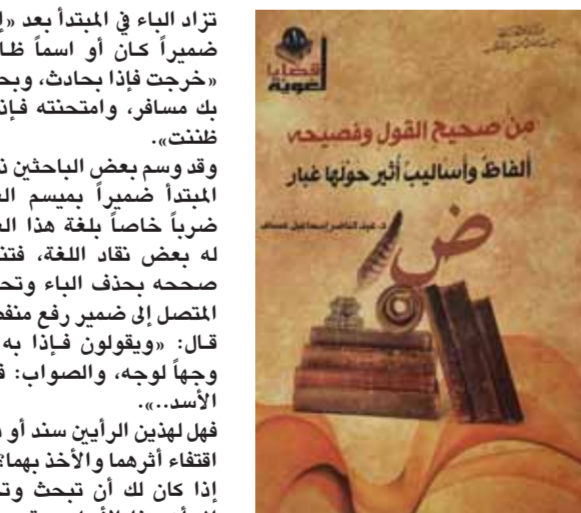 تزاد الباء في المبتدأ بعد «إ
ضميراً كان أو اسماً ظا
«خرجت فإذا بحادث، وبح
بك مسافر، وامتحنته فإذ
ظننت».
وقد وسم بعض الباحثين ز
المبتدأ ضميراً بميسم الع
ضرباً خاصاً بلغة هذا الع
له بعض نقاد اللغة، فتن
صححه بحذف الباء وتح
المتصل إلى ضمير رفع منفص
قال: «ويقولون فإذا به
وجهاً لوجه، والصواب: ف
الأسد..».
فهل لهذين الرأيين سند أو
اقتفاء أثرهما والأخذ بهما؟
إذا كان لك أن تبحث وت
قضايا
لغوية
من صحيح القول وفصيحه
ألفاظ وأساليب أثير حولها غبار
د. عبد الناصر إسماعيل عساف
ض